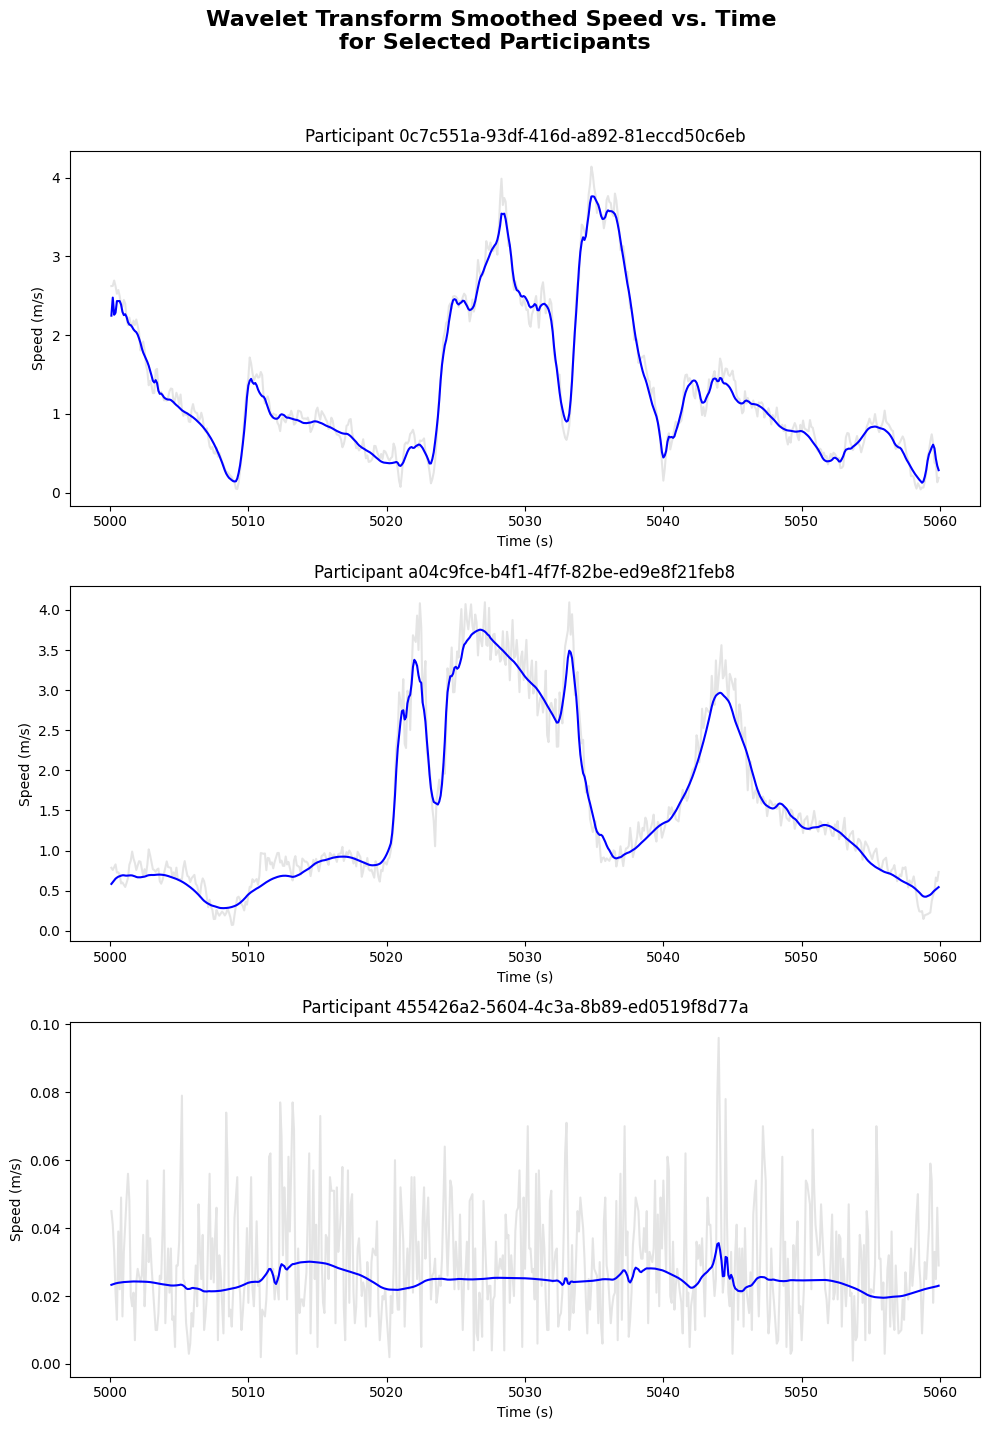 Wavelet Transform Smoothed Speed vs. Time
for Selected Participants
Participant 0c7c551a-93df-416d-a892-81eccd50c6eb
4
3
2
1
0
Speed (m/s)
5000 5010 5020 5030 5040 5050 5060
Time (s)
Participant a04c9fce-b4f1-4f7f-82be-ed9e8f21feb8
4.0
3.5
3.0
2.5
2.0
1.5
1.0
0.5
0.0
Speed (m/s)
5000 5010 5020 5030 5040 5050 5060
Time (s)
Participant 455426a2-5604-4c3a-8b89-ed0519f8d77a
0.10
0.08
0.06
0.04
0.02
0.00
Speed (m/s)
5000 5010 5020 5030 5040 5050 5060
Time (s)